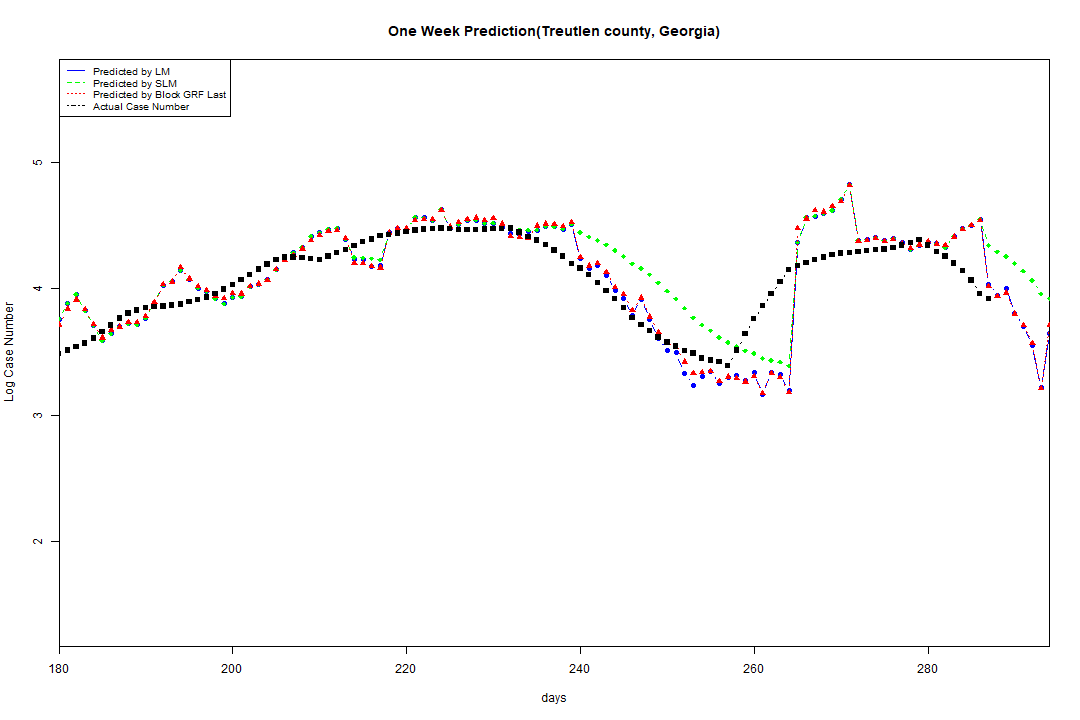 One Week Prediction(Treutlen county, Georgia)
Predicted by LM
Predicted by SLM
Predicted by Block GRF Last
Actual Case Number
5
4
3
2
Log Case Number
180 200 220 240 260 280
days